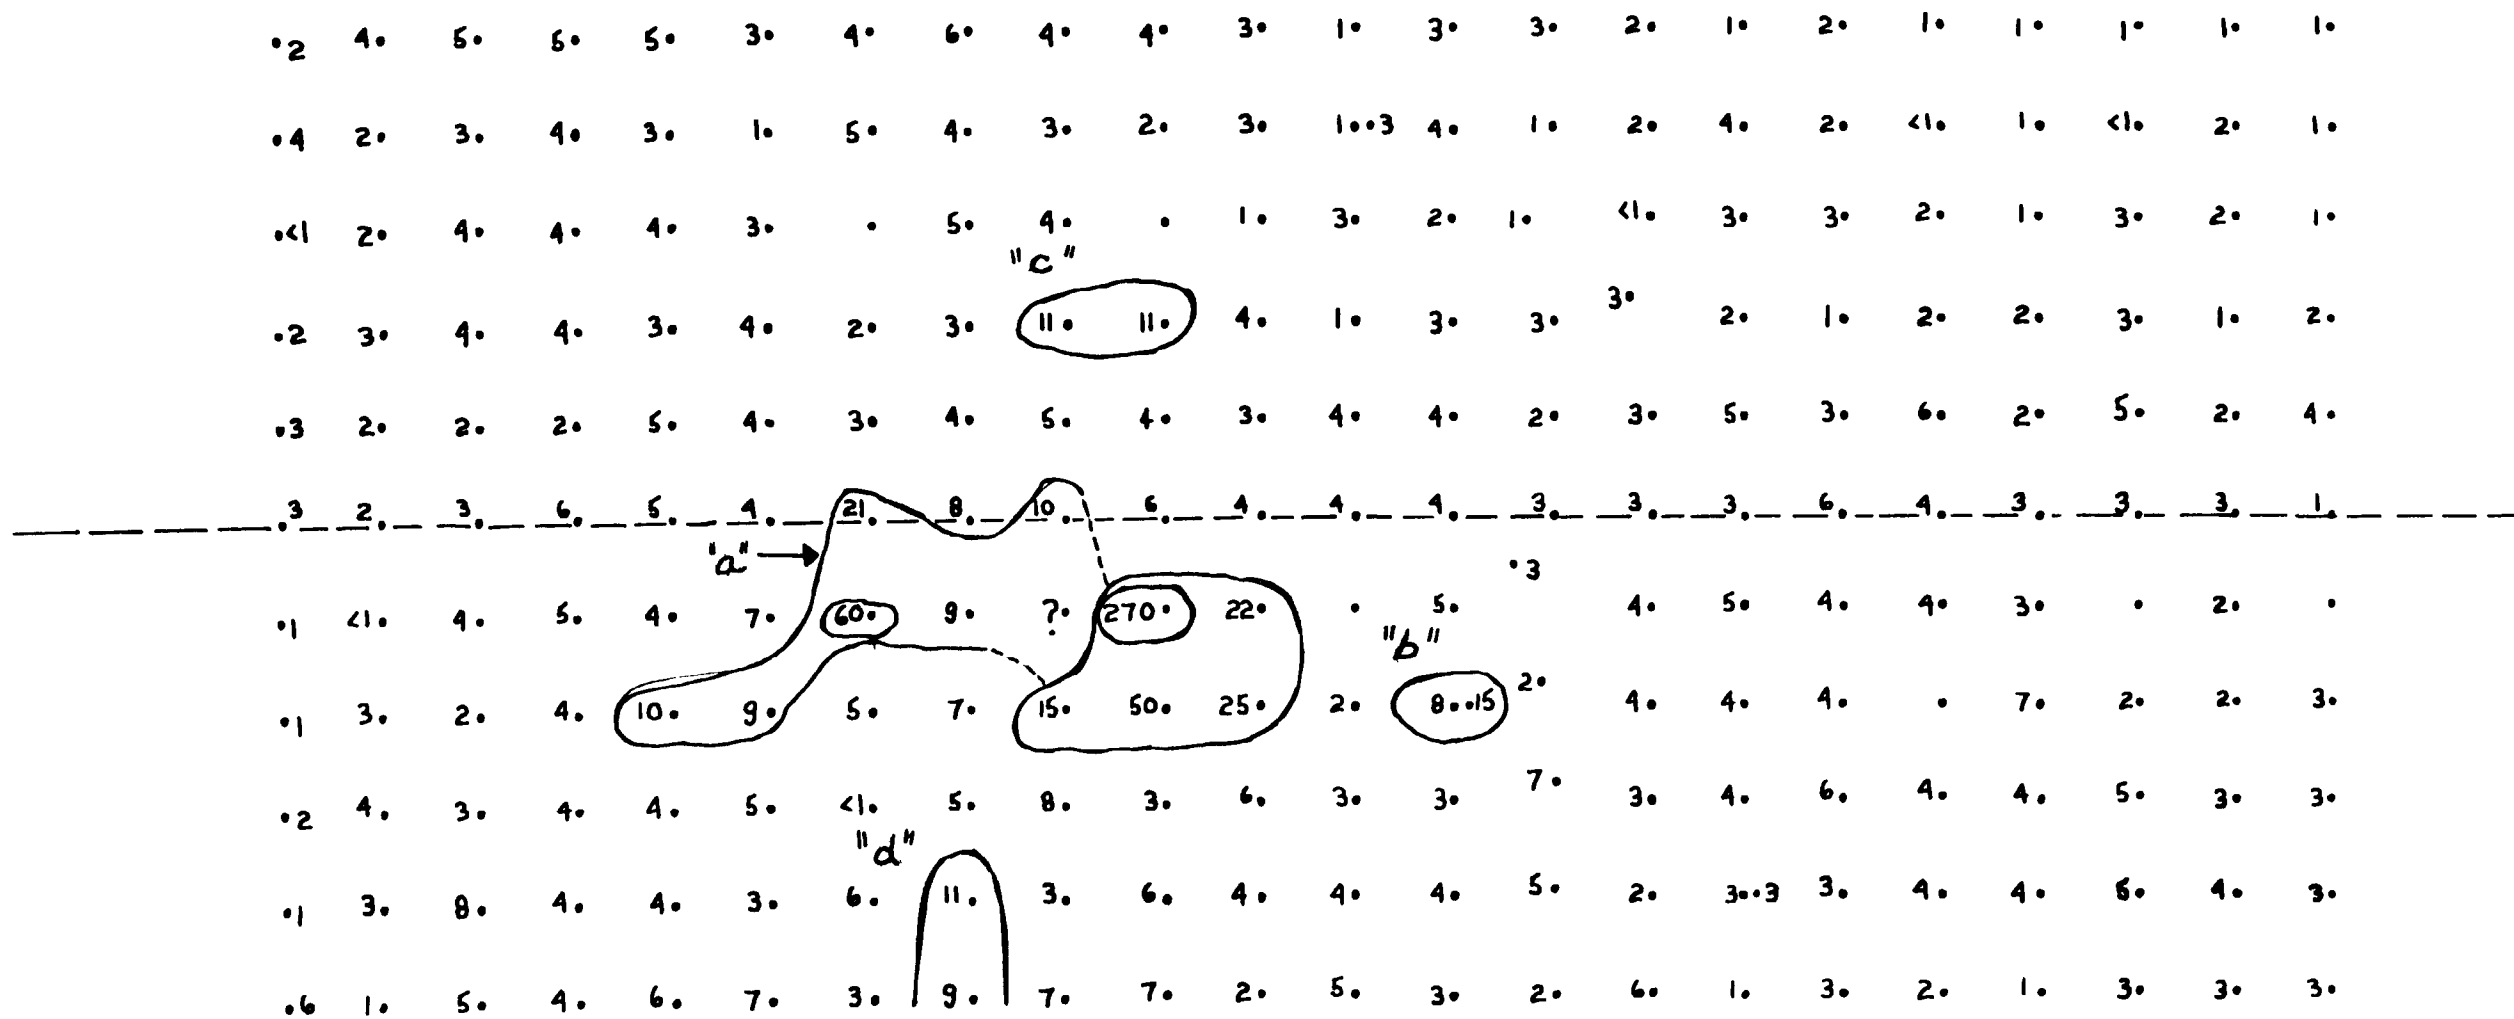 2 4 5 5 5 3 4 6 4 4 3 1 3 3 2 1 2 1 1 1 1 1
4 2 3 4 3 1 5 4 3 2 3 1 3 4 1 2 4 2 <1 1 <1 2 1
<1 2 4 4 4 3 5 4 1 3 2 1 <1 3 3 2 1 3 2 1
"c"
2 3 4 4 3 4 2 3 11 11 4 1 3 3 3 2 1 2 2 3 1 2
3 2 2 2 5 4 3 4 5 4 3 4 4 2 3 5 3 6 2 5 2 4
3 2 3 6 5 4 21 8 10 6 4 4 4 3 3 3 6 4 3 3 3 1
"a" 3
1 <1 4 5 4 7 60 9 ? 270 22 5 4 5 4 4 3 2
"b"
1 3 2 4 10 9 5 7 15 50 25 2 8 15 2 4 4 4 7 2 2 3
2 4 3 4 4 5 <1 5 8 3 6 3 3 7 3 4 6 4 4 5 3 3
"d"
1 3 8 4 4 3 6 11 3 6 4 4 4 5 2 3 3 3 4 4 6 4 3
6 1 5 4 6 7 3 9 7 7 2 5 3 2 6 1 3 2 1 3 3 3